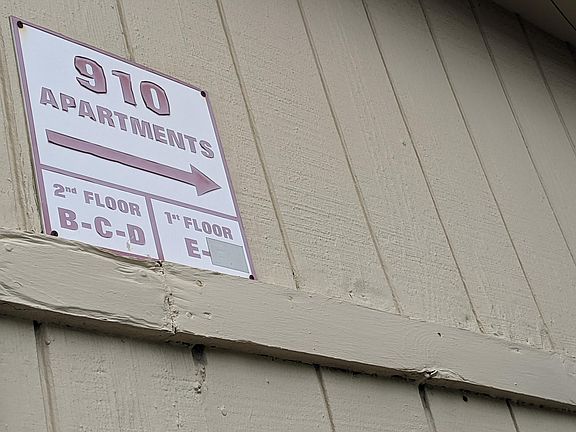 910
APARTMENTS
2nd FLOOR
B-C-D
1st FLOOR
E-